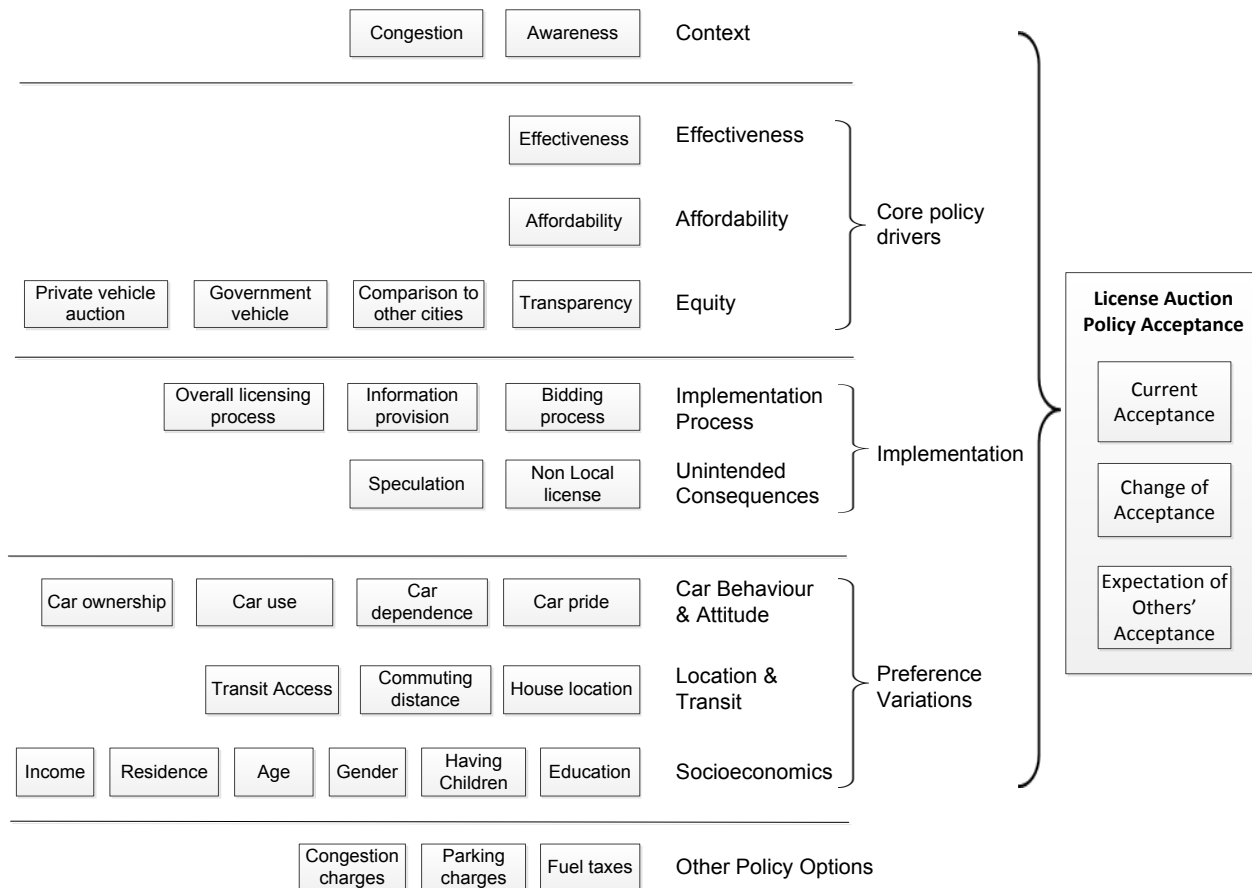 Congestion
Awareness
Context
Effectiveness
Effectiveness
Affordability
Affordability
Core policy
drivers
Private vehicle
auction
Government
vehicle
Comparison to
other cities
Transparency
Equity
Overall licensing
process
Information
provision
Bidding
process
Implementation
Process
Speculation
Non Local
license
Unintended
Consequences
Implementation
Car ownership
Car use
Car
dependence
Car pride
Car Behaviour
& Attitude
Transit Access
Commuting
distance
House location
Location &
Transit
Preference
Variations
Income
Residence
Age
Gender
Having
Children
Education
Socioeconomics
Congestion
charges
Parking
charges
Fuel taxes
Other Policy Options
License Auction
Policy Acceptance
Current
Acceptance
Change of
Acceptance
Expectation of
Others’
Acceptance